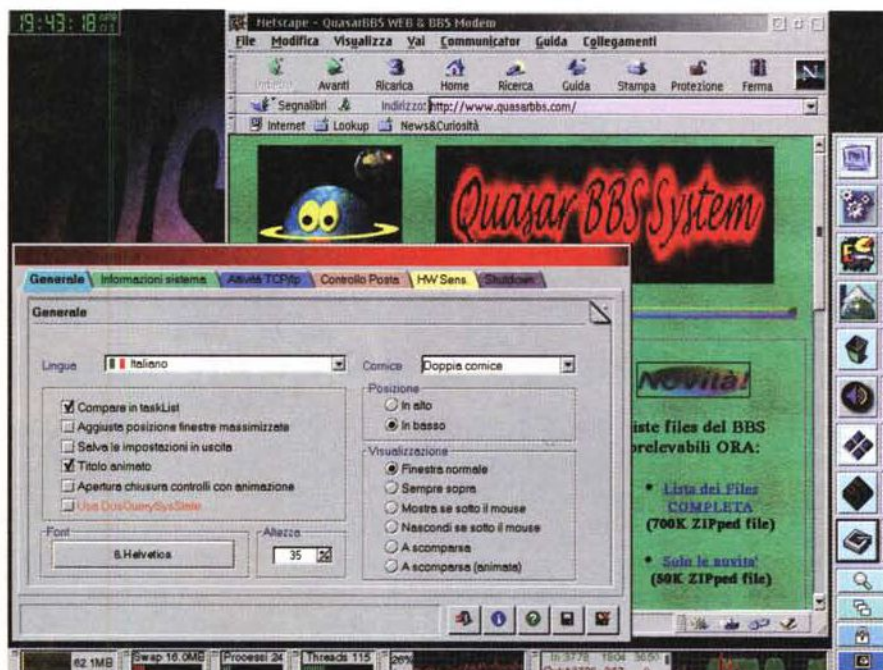 19:43:18
Netscape - QuasarBBS WEB & BBS Modem
File Modifica Visualizza Vai Communicator Guida Collegamenti
Avanti Ricarica Home Ricerca Guida Stampa Protezione Ferma
N
Segnalibri Indirizzo: http://www.quasarbbs.com/
Internet Lookup News&Curiosità
Quasar BBS System
Novità!
iste files del BBS
prelevabili ORA:
Lista dei Files
COMPLETA
(700K ZIPped file)
Solo le novita'
(50K ZIPped file)
Generale Informazioni sistema Attività TCP/Ip Controllo Posta HW Sens Shutdown
Generale
Lingua Italiano
Cornice Doppia cornice
Compare in taskList
Aggiusta posizione finestre massimizzate
Salva le impostazioni in uscita
Titolo animato
Apertura chiusura controlli con animazione
Usa DosQuerySysState
Font
8.Helvetica
Altezza
35
Posizione
In alto
In basso
Visualizzazione
Finestra normale
Sempre sopra
Mostra se sotto il mouse
Nascondi se sotto il mouse
A scomparsa
A scomparsa (animata)
62.1MB Swap 16.0MB Processi 24 Threads 115 26%